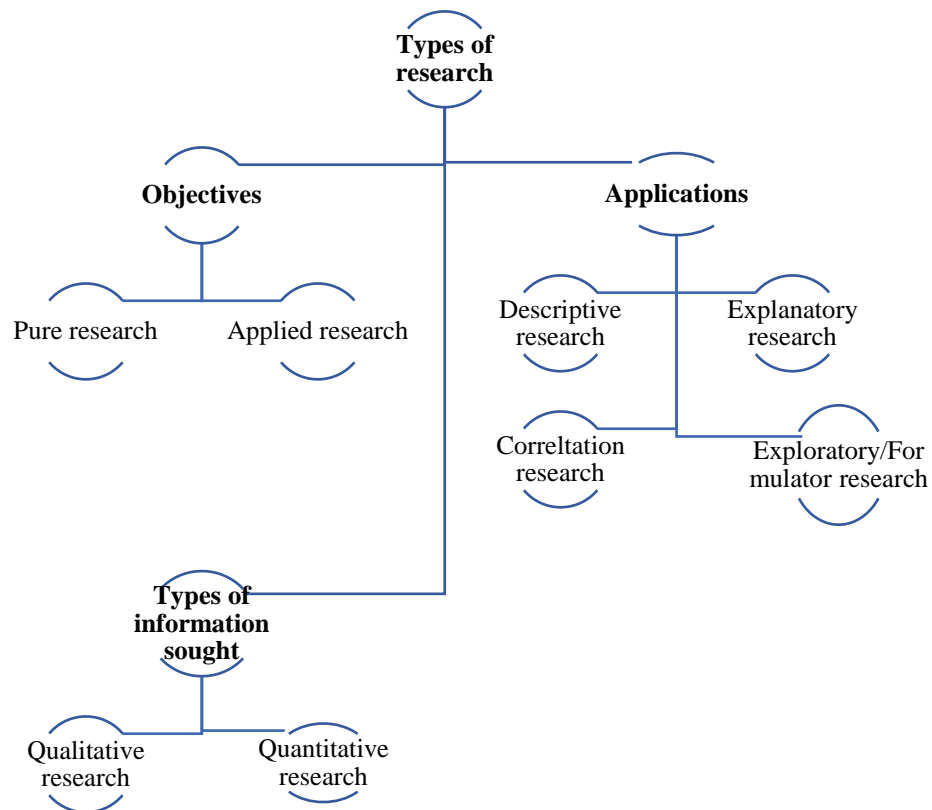 Types of
research
Objectives
Applications
Pure research
Applied research
Descriptive
research
Explanatory
research
Correltation
research
Exploratory/For
mulator research
Types of
information
sought
Qualitative
research
Quantitative
research